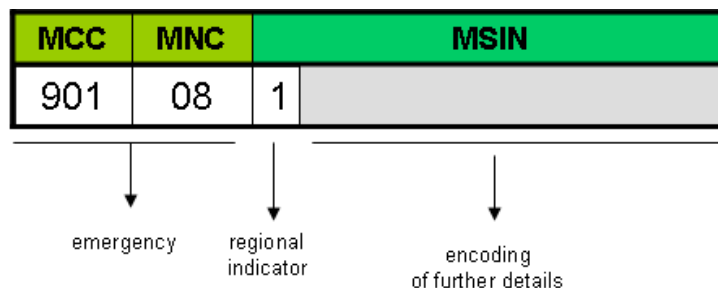 MCC MNC MSIN
901 08 1
emergency
regional
indicator
encoding
of further details